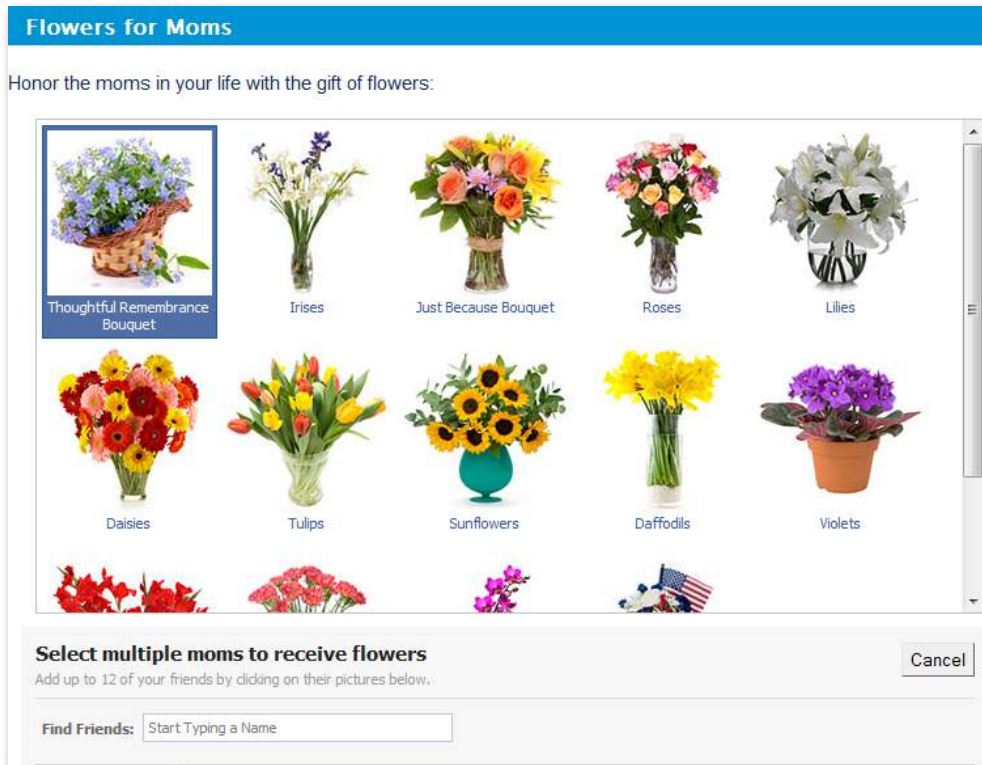 Flowers for Moms
Honor the moms in your life with the gift of flowers:
Thoughtful Remembrance
Bouquet
Irises
Just Because Bouquet
Roses
Lilies
Daisies
Tulips
Sunflowers
Daffodils
Violets
Select multiple moms to receive flowers
Cancel
Add up to 12 of your friends by clicking on their pictures below.
Find Friends: Start Typing a Name